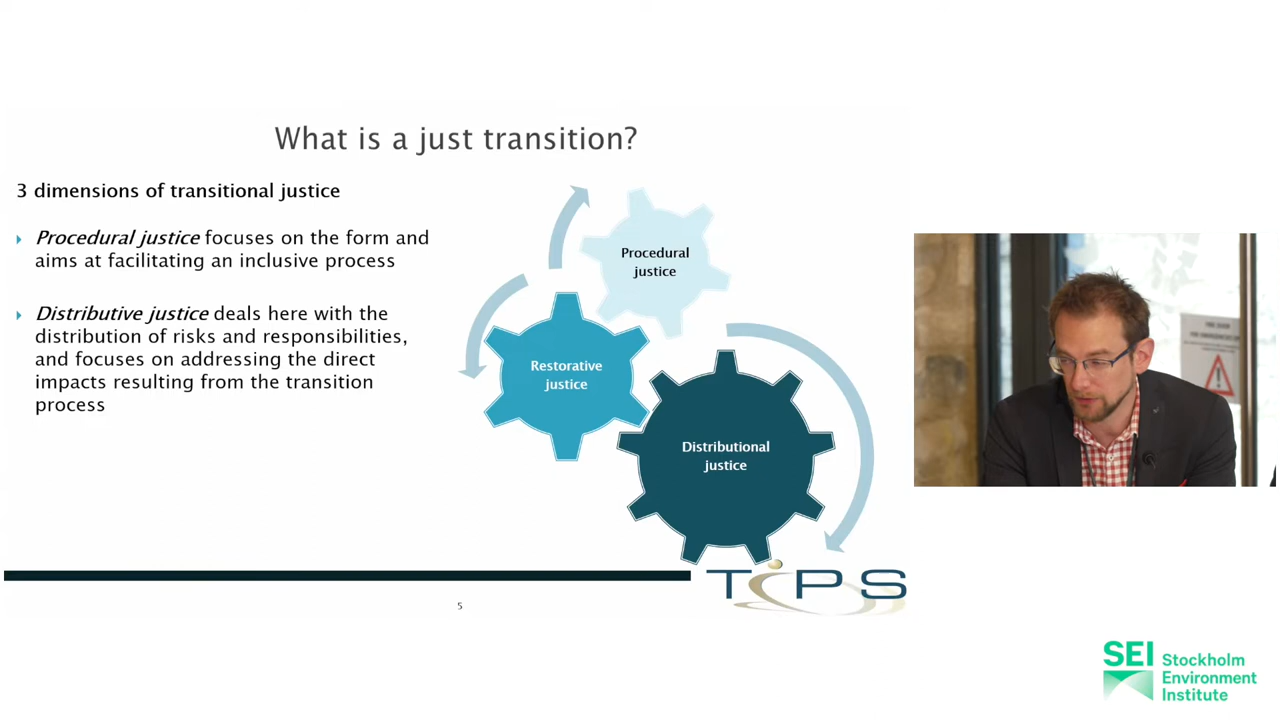 What is a just transition?
3 dimensions of transitional justice
Procedural justice focuses on the form and
aims at facilitating an inclusive process
Distributive justice deals here with the
distribution of risks and responsibilities,
and focuses on addressing the direct
impacts resulting from the transition
process
Procedural
justice
Restorative
justice
Distributional
justice
TIPS
5
SEI Stockholm
Environment
Institute